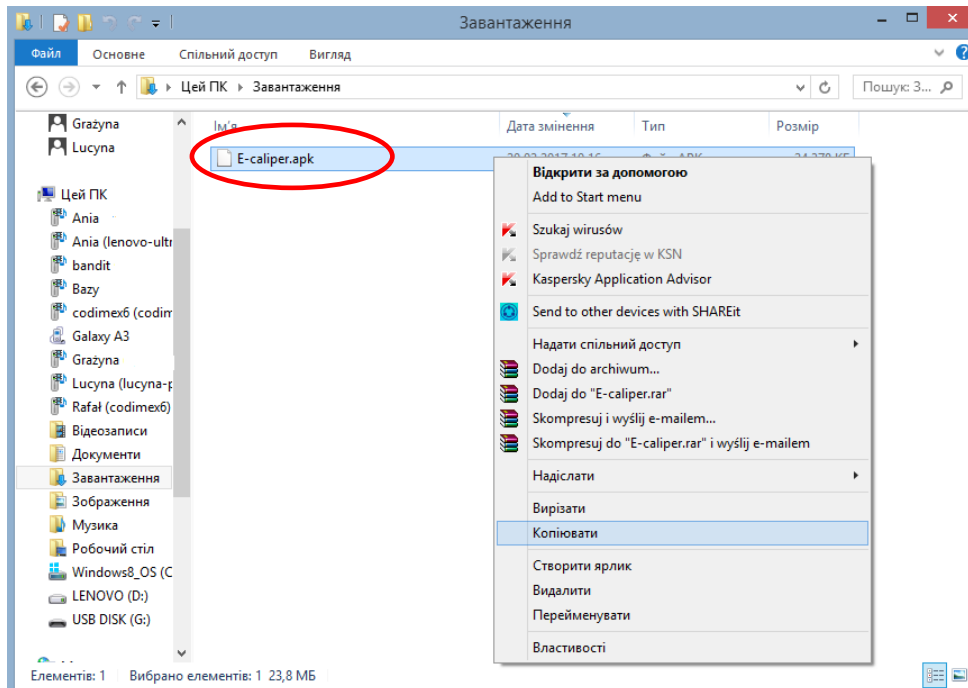 Завантаження
Файл Основне Спільний доступ Вигляд
Цей ПК Завантаження
Пошук: З...
Grażyna
Lucyna
Цей ПК
Ania
Ania (lenovo-ultr
bandit
Bazy
codimex6 (codim
Galaxy A3
Grażyna
Lucyna (lucyna-p
Rafał (codimex6)
Відеозаписи
Документи
Завантаження
Зображення
Музика
Робочий стіл
Windows8_OS (C
LENOVO (D:)
USB DISK (G:)
Ім'я Дата змінення Тип Розмір
E-caliper.apk
Відкрити за допомогою
Add to Start menu
Szukaj wirusów
Sprawdź reputację w KSN
Kaspersky Application Advisor
Send to other devices with SHAREit
Надати спільний доступ
Dodaj do archiwum...
Dodaj do "E-caliper.rar"
Skompresuj i wyślij e-mailem...
Skompresuj do "E-caliper.rar" i wyślij e-mailem
Надіслати
Вирізати
Копіювати
Створити ярлик
Видалити
Перейменувати
Властивості
Елементів: 1 Вибрано елементів: 1 23,8 МБ